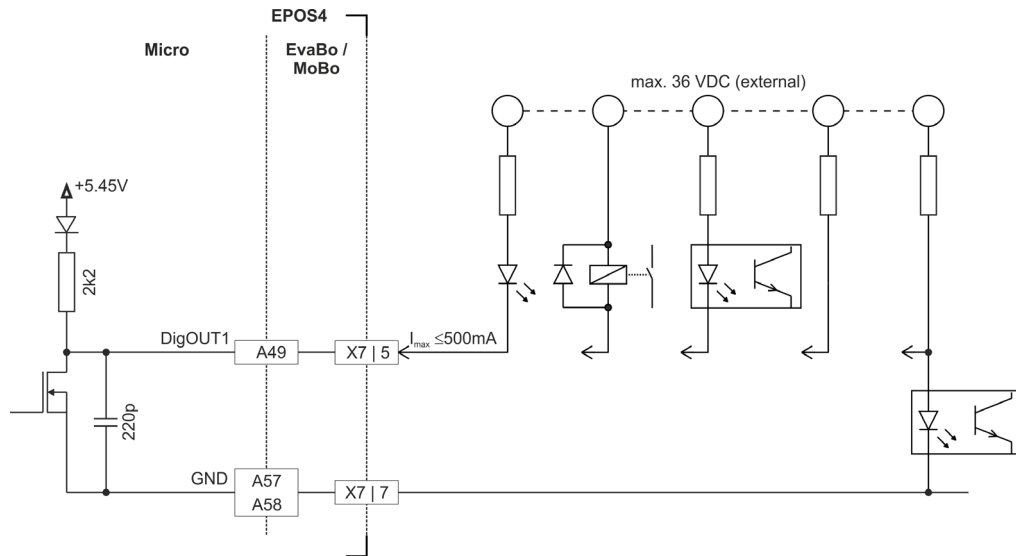 EPOS4
Micro
EvaBo /
MoBo
max. 36 VDC (external)
+5.45V
2k2
DigOUT1
A49
X7 | 5
Imax ≤500mA
220p
GND
A57
A58
X7 | 7